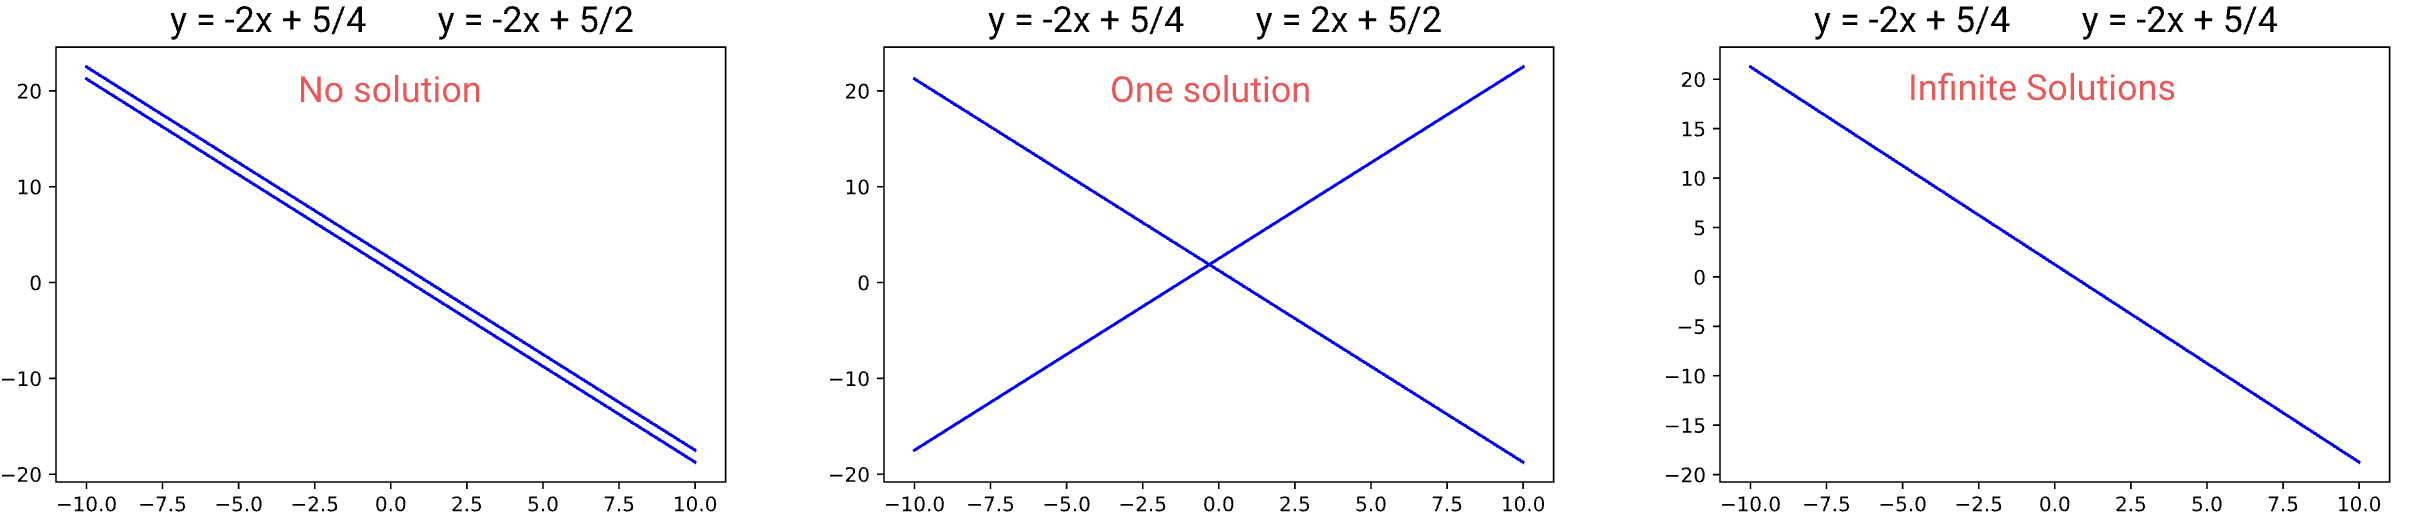 y = -2x + 5/4 y = -2x + 5/2
No solution
20
10
0
−10
−20
−10.0 −7.5 −5.0 −2.5 0.0 2.5 5.0 7.5 10.0
y = -2x + 5/4 y = 2x + 5/2
One solution
20
10
0
−10
−20
−10.0 −7.5 −5.0 −2.5 0.0 2.5 5.0 7.5 10.0
y = -2x + 5/4 y = -2x + 5/4
Infinite Solutions
20
15
10
5
0
−5
−10
−15
−20
−10.0 −7.5 −5.0 −2.5 0.0 2.5 5.0 7.5 10.0